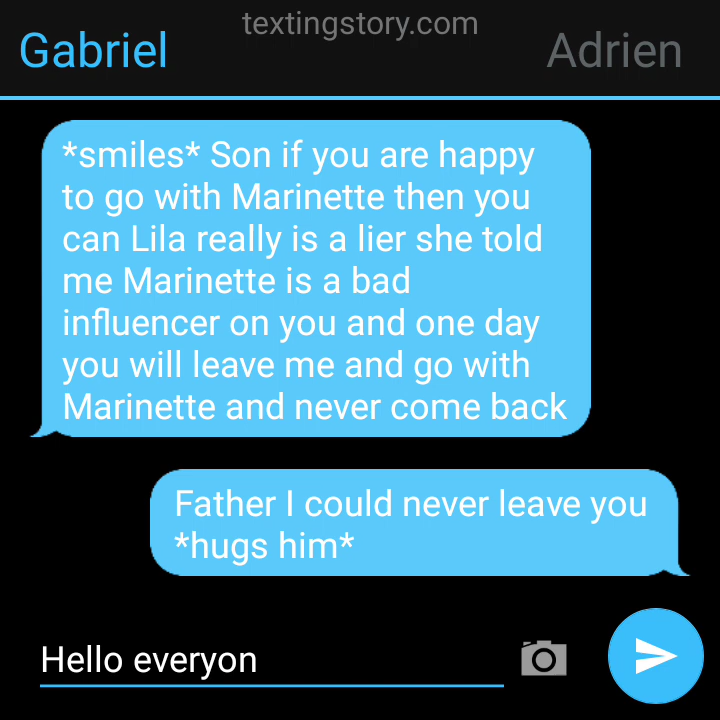 textingstory.com
Gabriel
Adrien
*smiles* Son if you are happy
to go with Marinette then you
can Lila really is a lier she told
me Marinette is a bad
influencer on you and one day
you will leave me and go with
Marinette and never come back
Father I could never leave you
*hugs him*
Hello everyon